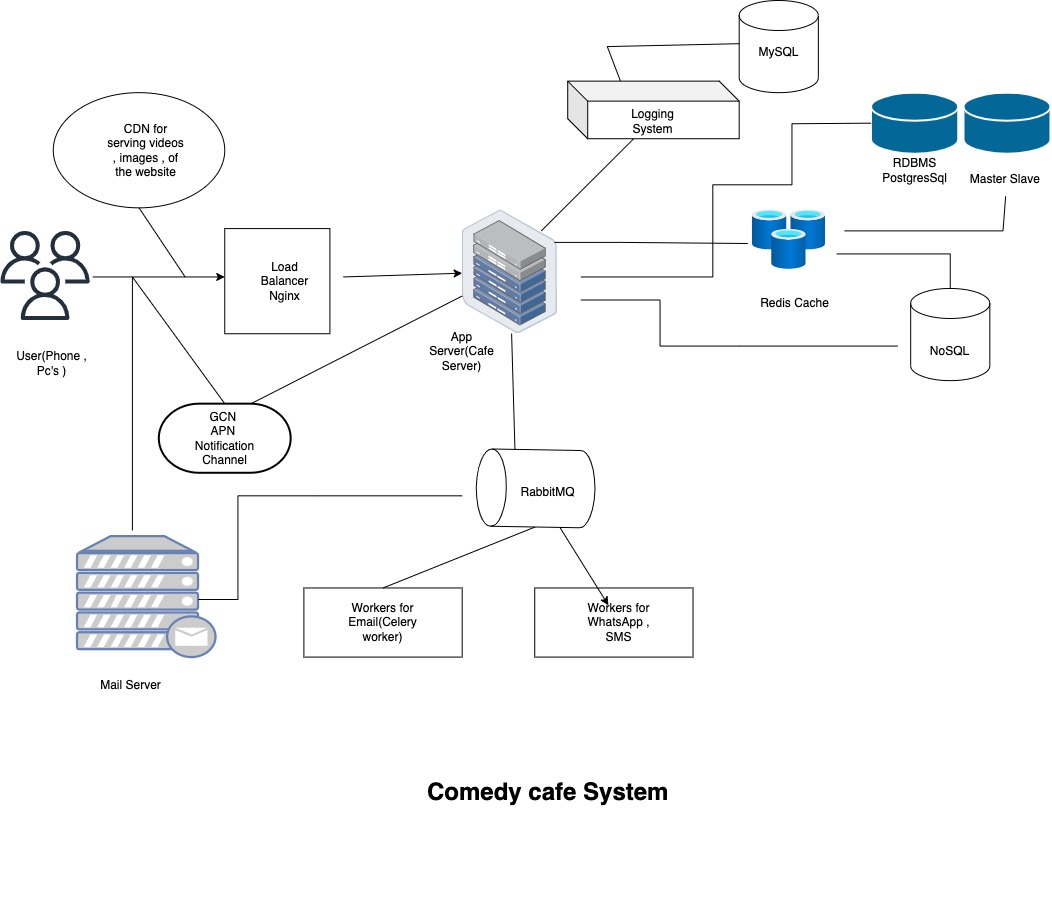 MySQL
Logging
System
CDN for
serving videos
, images , of
the website
RDBMS
PostgresSql
Master Slave
Load
Balancer
Nginx
Redis Cache
User(Phone ,
Pc's )
App
Server(Cafe
Server)
NoSQL
GCN
APN
Notification
Channel
RabbitMQ
Workers for
Email(Celery
worker)
Workers for
WhatsApp ,
SMS
Mail Server
Comedy cafe System